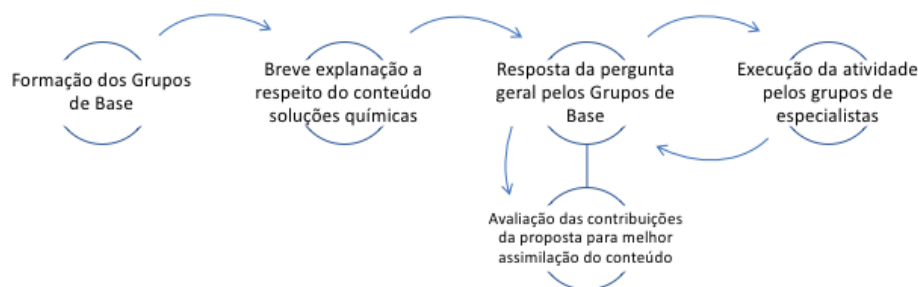 Formação dos Grupos
de Base
Breve explanação a
respeito do conteúdo
soluções químicas
Resposta da pergunta
geral pelos Grupos de
Base
Execução da atividade
pelos grupos de
especialistas
Avaliação das contribuições
da proposta para melhor
assimilação do conteúdo